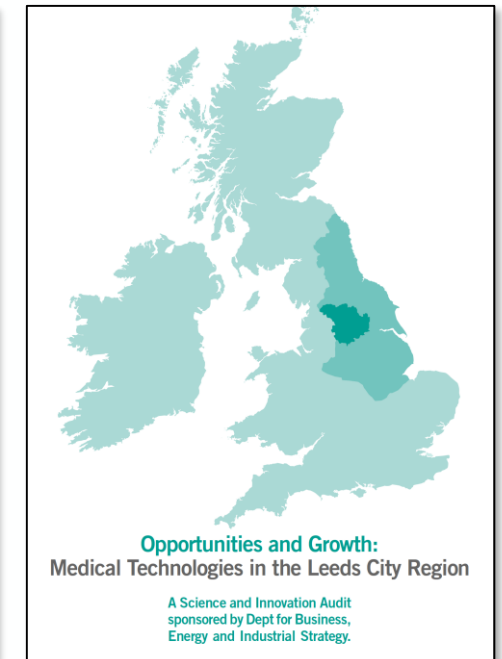 Opportunities and Growth:
Medical Technologies in the Leeds City Region
A Science and Innovation Audit
sponsored by Dept for Business,
Energy and Industrial Strategy.